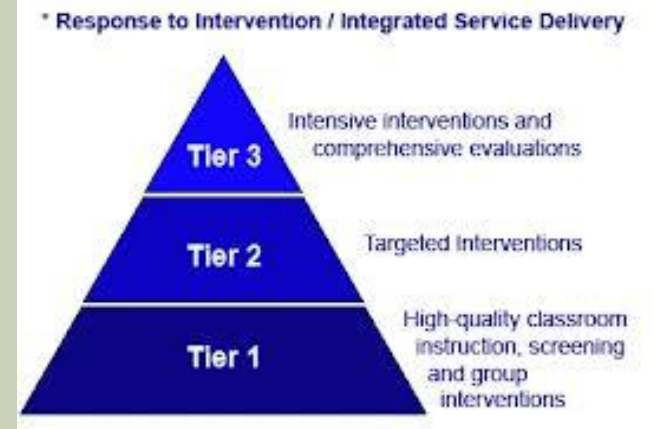 * Response to Intervention / Integrated Service Delivery
Tier 3
Intensive interventions and
comprehensive evaluations
Tier 2
Targeted Interventions
Tier 1
High-quality classroom
instruction, screening
and group
interventions